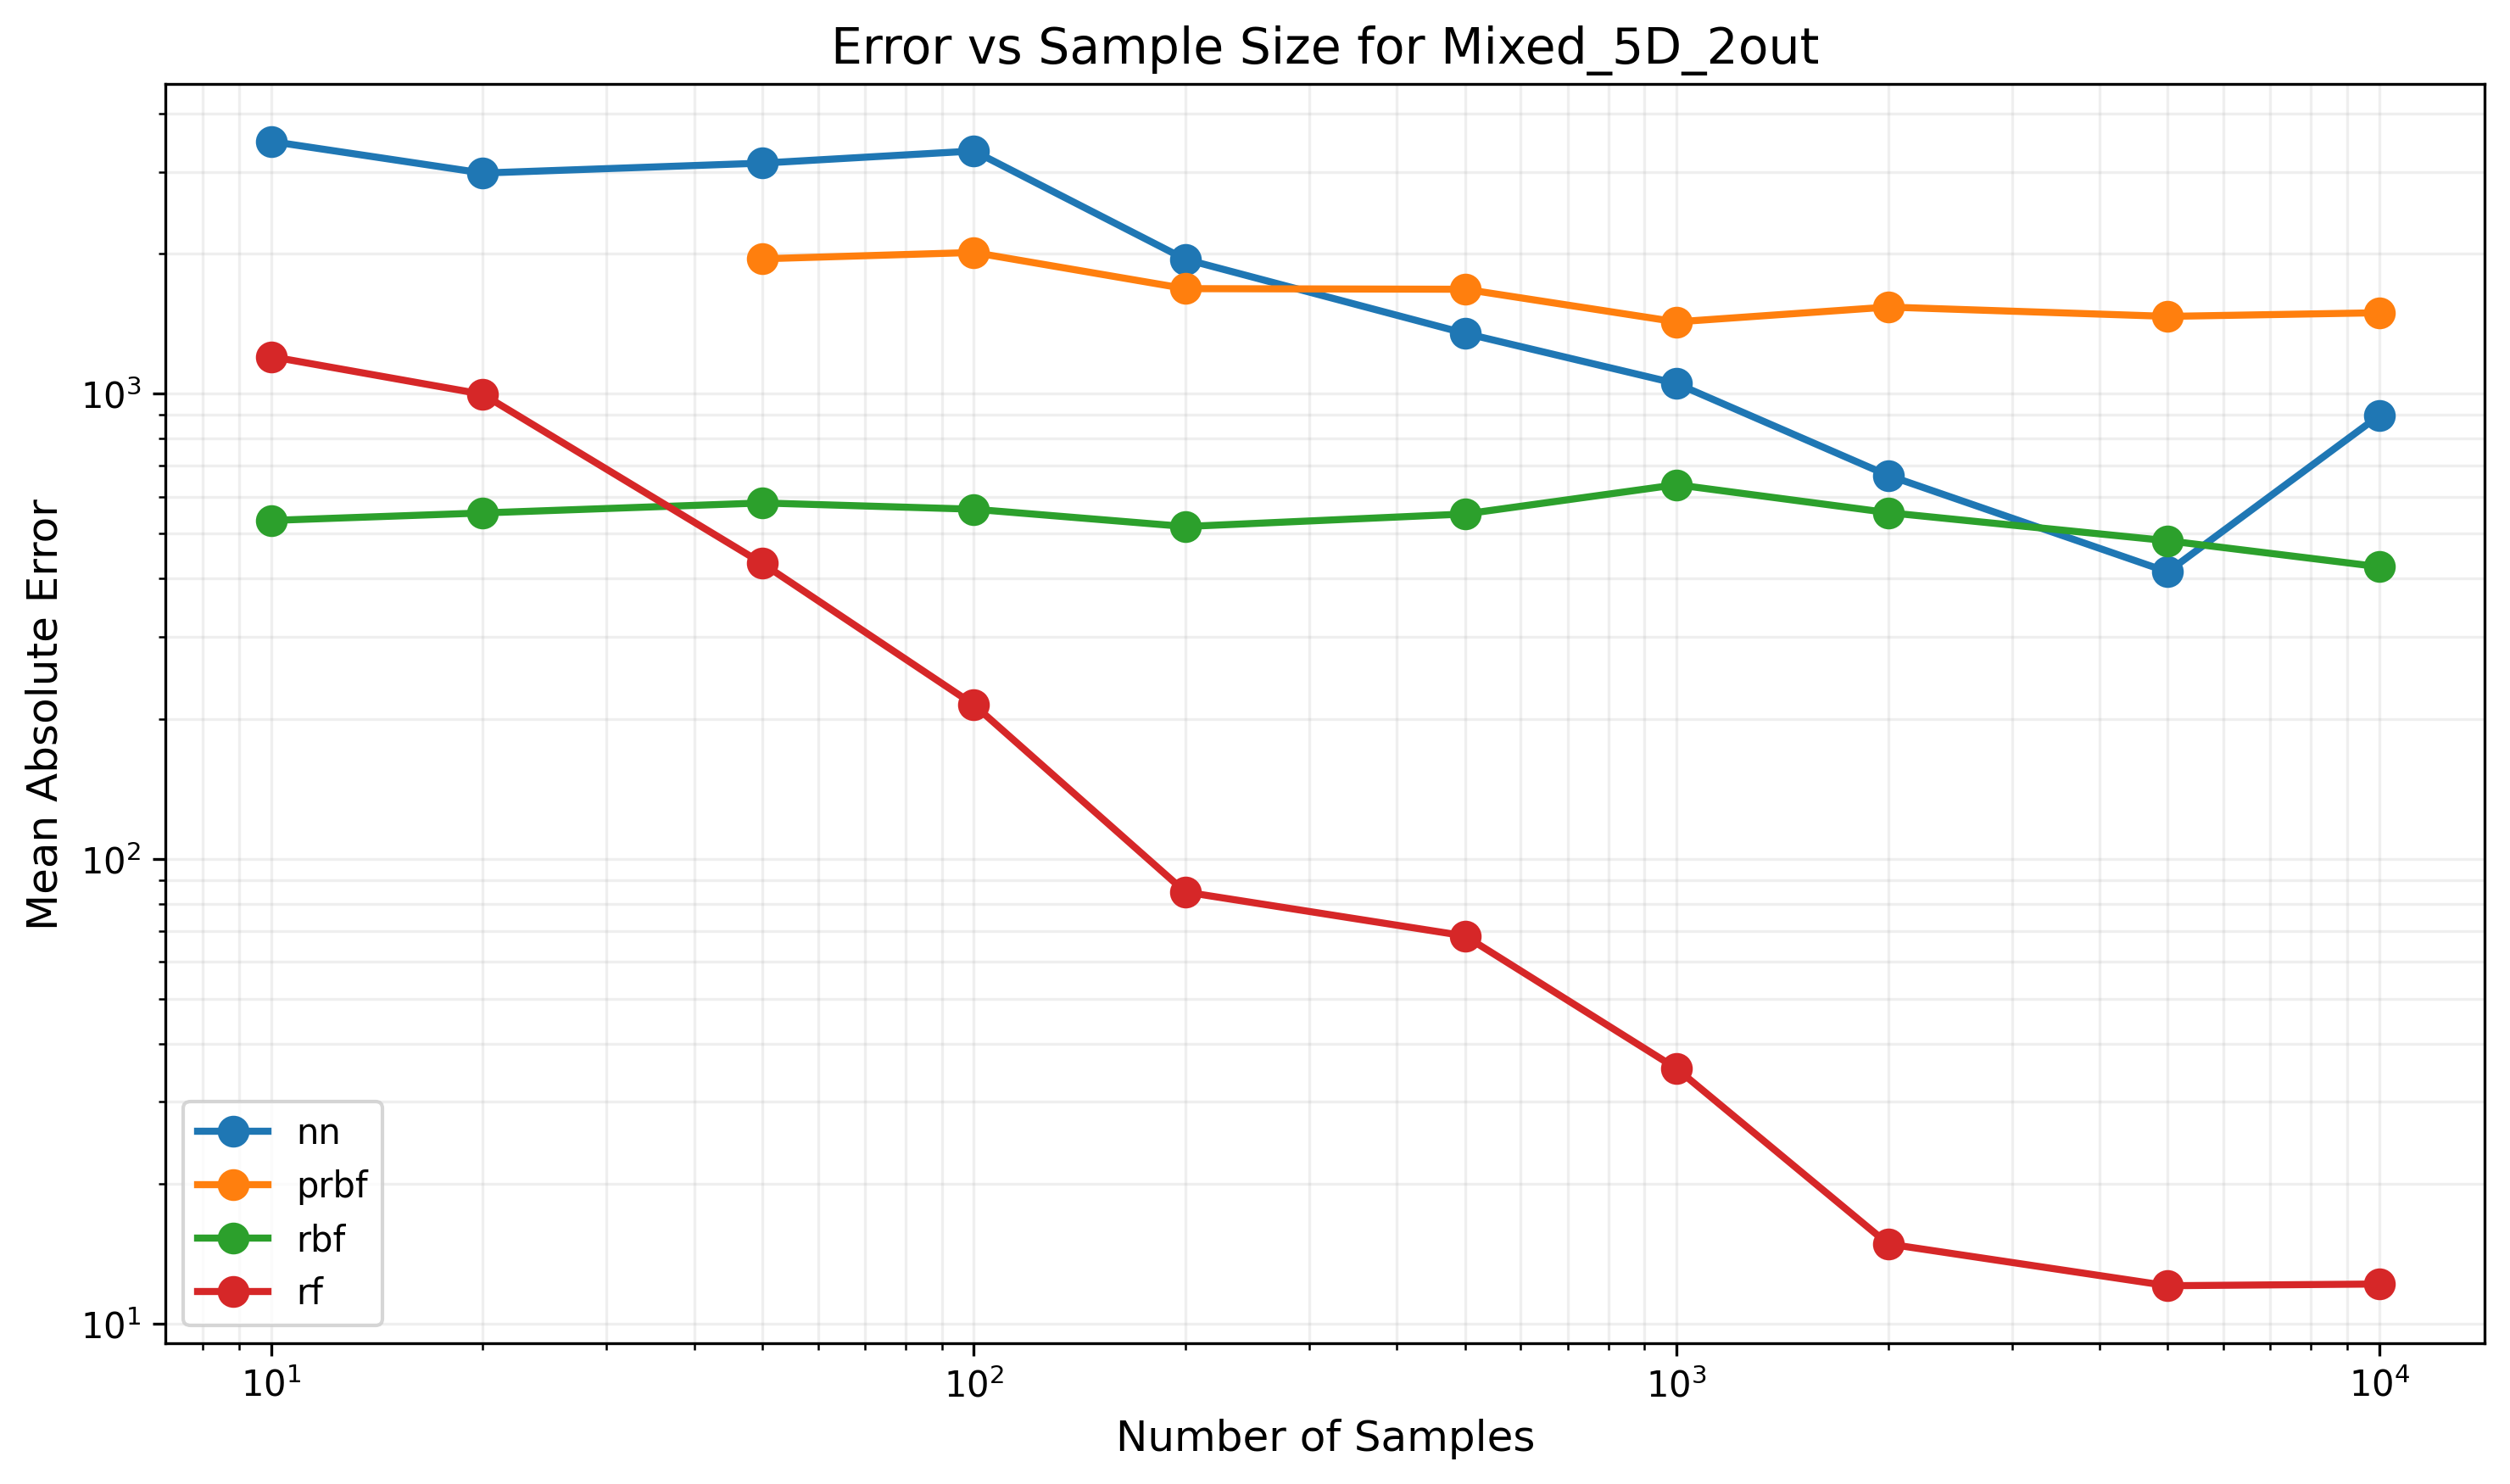 Error vs Sample Size for Mixed_5D_2out
Mean Absolute Error
10³
10²
10¹
nn
prbf
rbf
rf
10¹ 10² 10³ 10⁴
Number of Samples